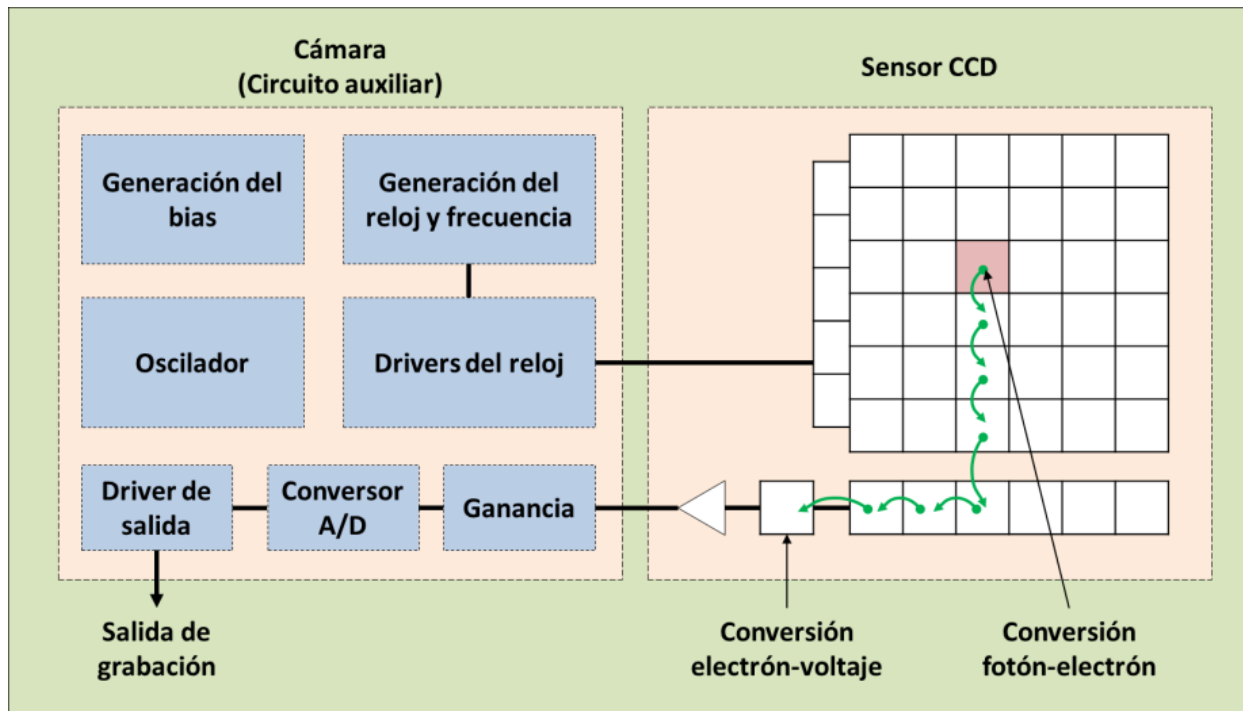 Cámara
(Circuito auxiliar)
Sensor CCD
Generación del
bias
Generación del
reloj y frecuencia
Oscilador
Drivers del reloj
Driver de
salida
Conversor
A/D
Ganancia
Salida de
grabación
Conversión
electrón-voltaje
Conversión
fotón-electrón